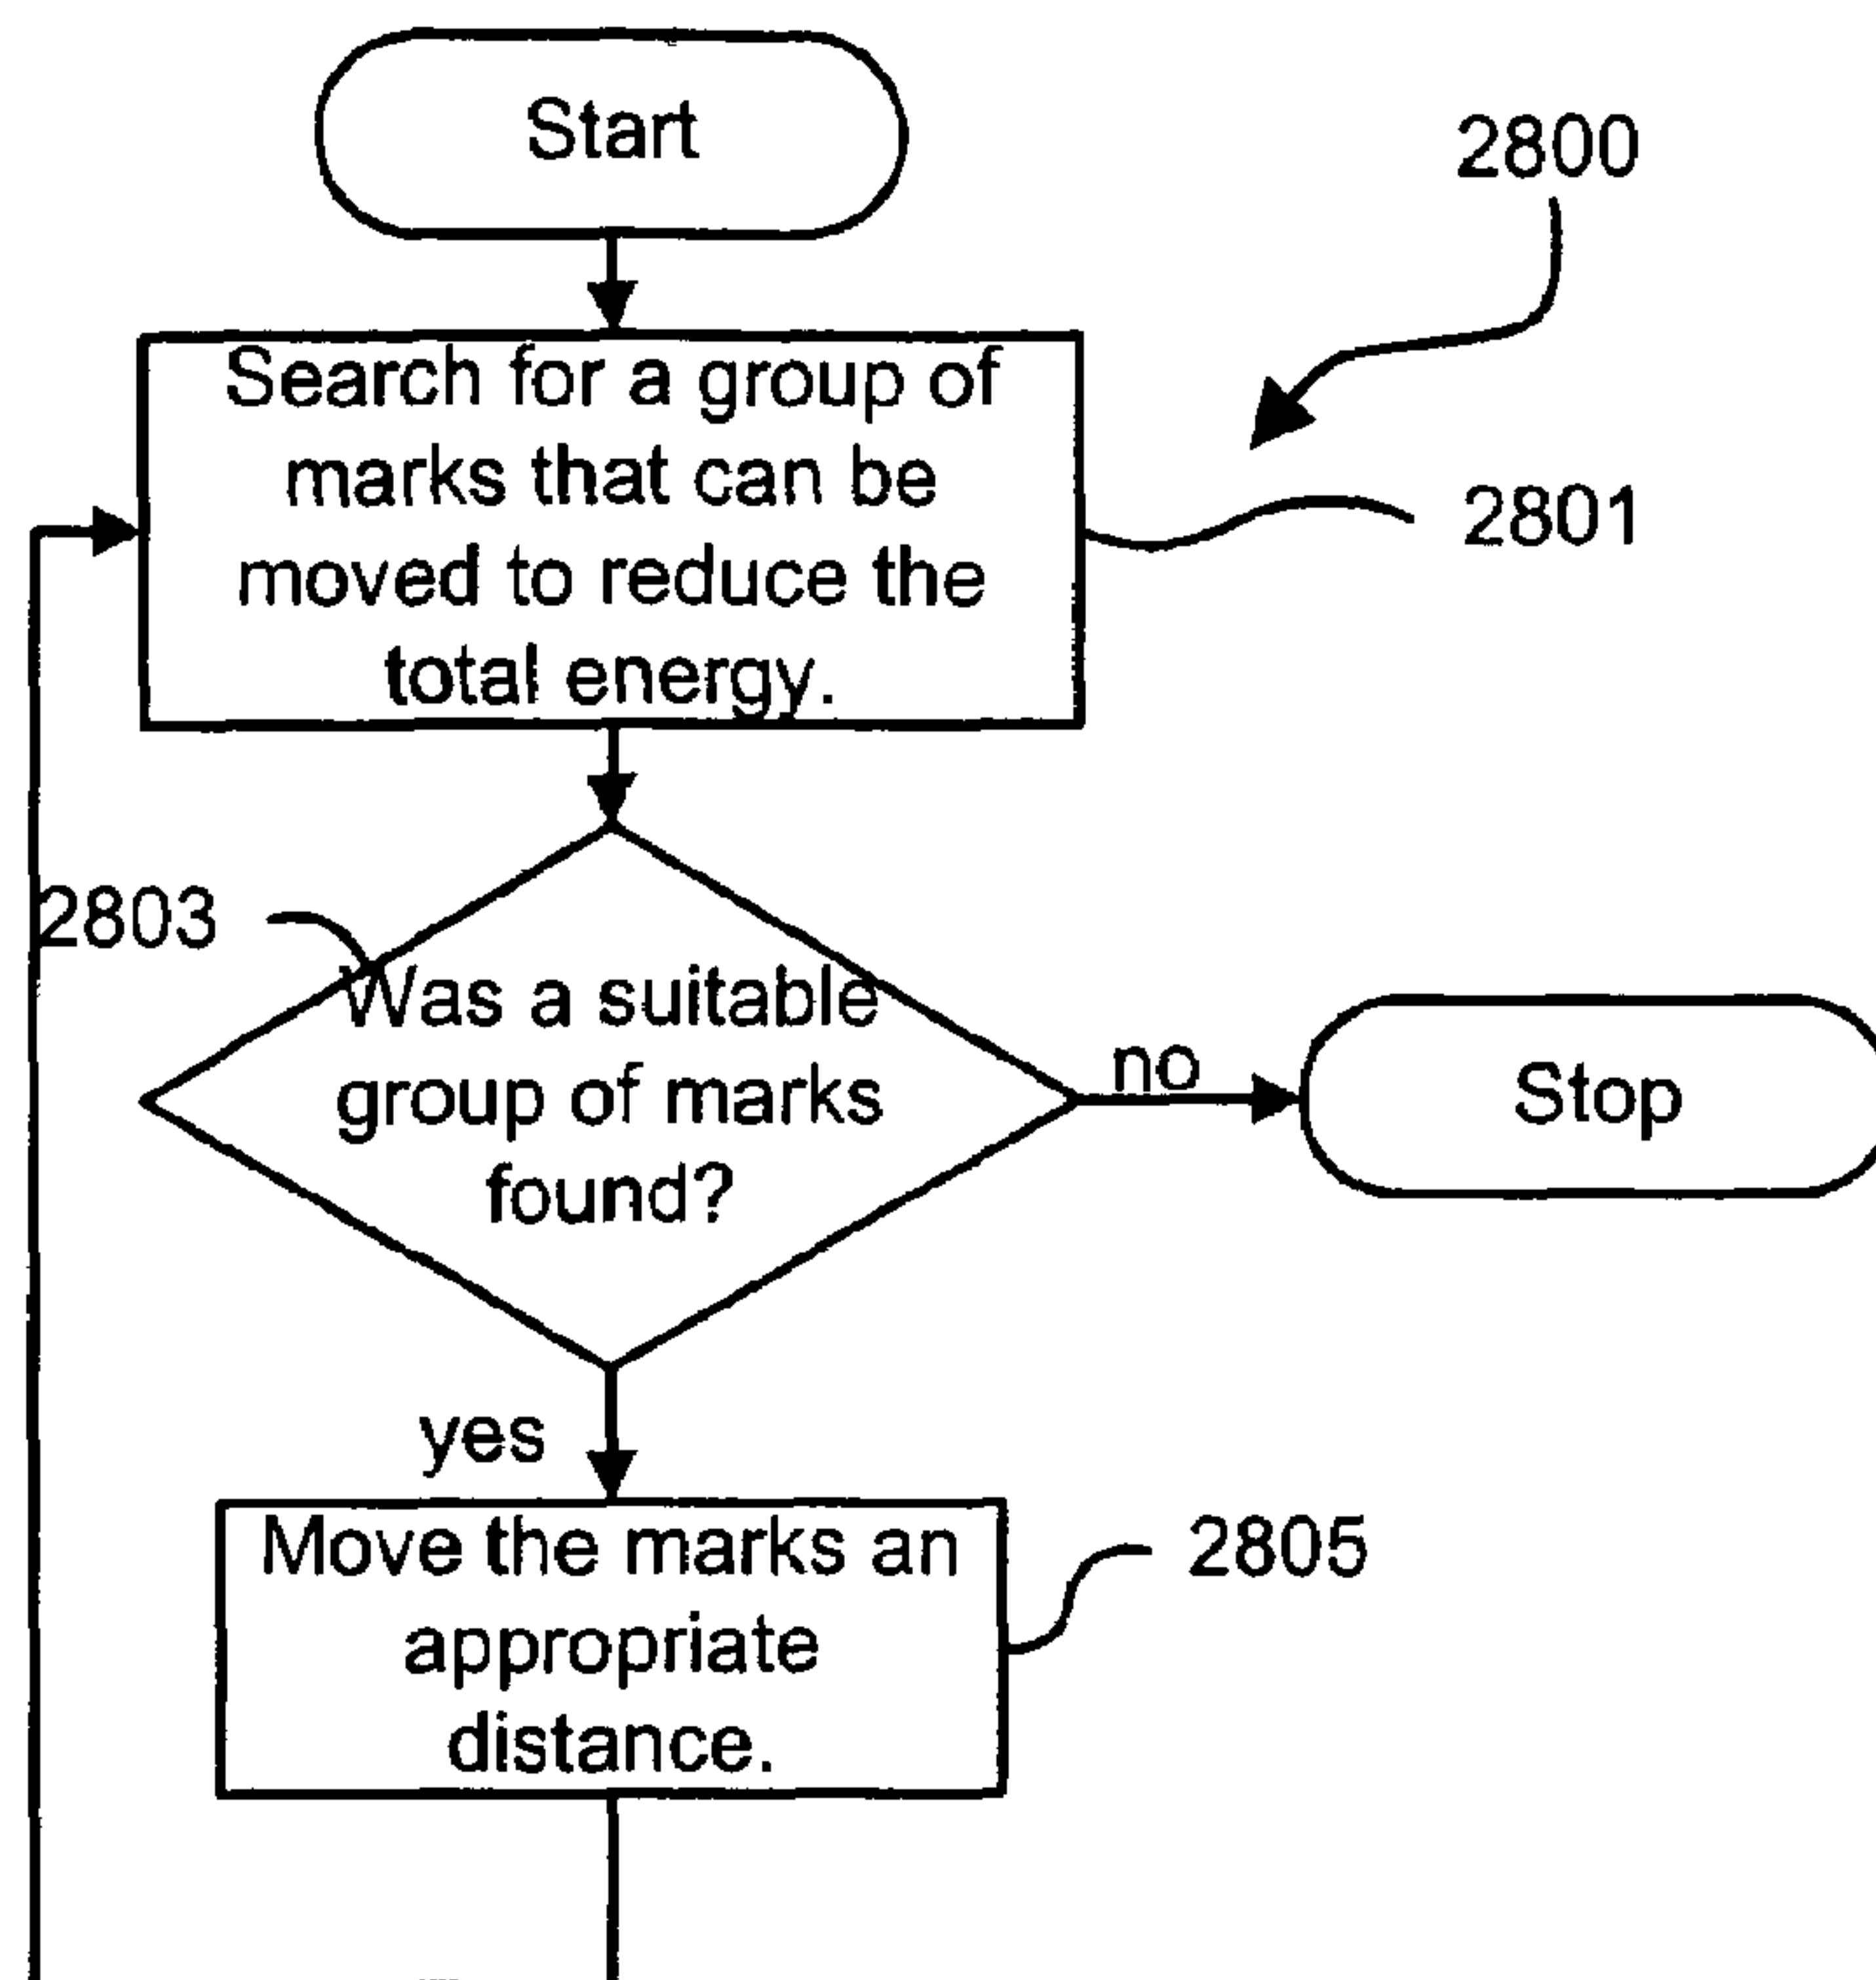 Start
2800
Search for a group of
marks that can be
moved to reduce the
total energy.
2801
2803
Was a suitable
group of marks
found?
no
Stop
yes
Move the marks an
appropriate
distance.
2805